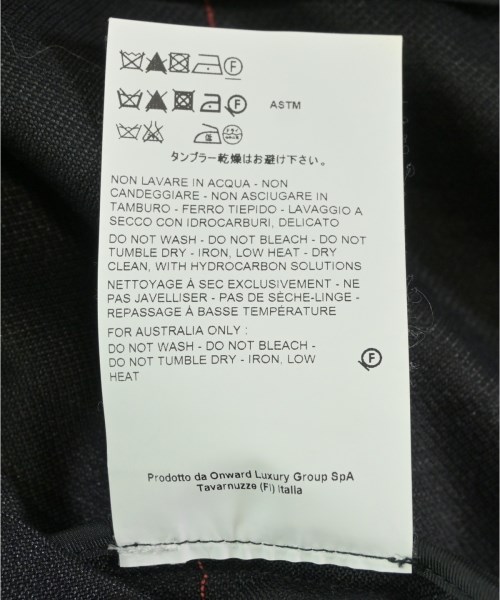 F
F ASTM
タンブラー乾燥はお避け下さい。
NON LAVARE IN ACQUA - NON
CANDEGGIARE - NON ASCIUGARE IN
TAMBURO - FERRO TIEPIDO - LAVAGGIO A
SECCO CON IDROCARBURI, DELICATO
DO NOT WASH - DO NOT BLEACH - DO NOT
TUMBLE DRY - IRON, LOW HEAT - DRY
CLEAN, WITH HYDROCARBON SOLUTIONS
NETTOYAGE À SEC EXCLUSIVEMENT - NE
PAS JAVELLISER - PAS DE SÈCHE-LINGE -
REPASSAGE À BASSE TEMPÉRATURE
FOR AUSTRALIA ONLY :
DO NOT WASH - DO NOT BLEACH -
DO NOT TUMBLE DRY - IRON, LOW
HEAT
F
Prodotto da Onward Luxury Group SpA
Tavarnuzze (FI) Italia